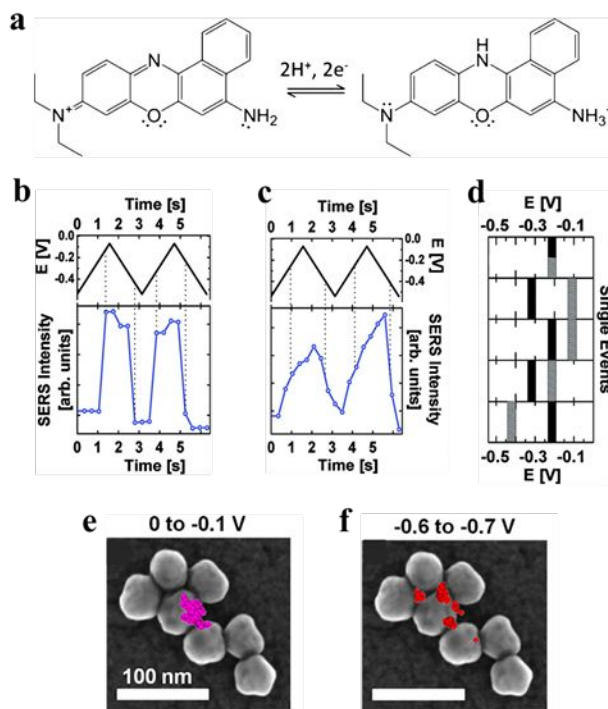 a
N
N+
O
NH2
2H+, 2e-
H
N
N
O
NH3+
b
Time [s]
0 1 2 3 4 5 6
E [V]
0.0
-0.2
-0.4
SERS Intensity
[arb. units]
0 1 2 3 4 5 6
Time [s]
c
Time [s]
0 1 2 3 4 5 6
0.0
-0.2
-0.4
E [V]
SERS Intensity
[arb. units]
0 1 2 3 4 5 6
Time [s]
d
E [V]
-0.5 -0.3 -0.1
Single Events
-0.5 -0.3 -0.1
E [V]
e
0 to -0.1 V
100 nm
f
-0.6 to -0.7 V